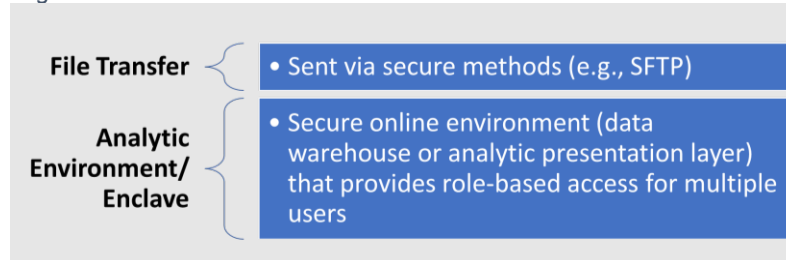 File Transfer
• Sent via secure methods (e.g., SFTP)
Analytic
Environment/
Enclave
• Secure online environment (data
warehouse or analytic presentation layer)
that provides role-based access for multiple
users